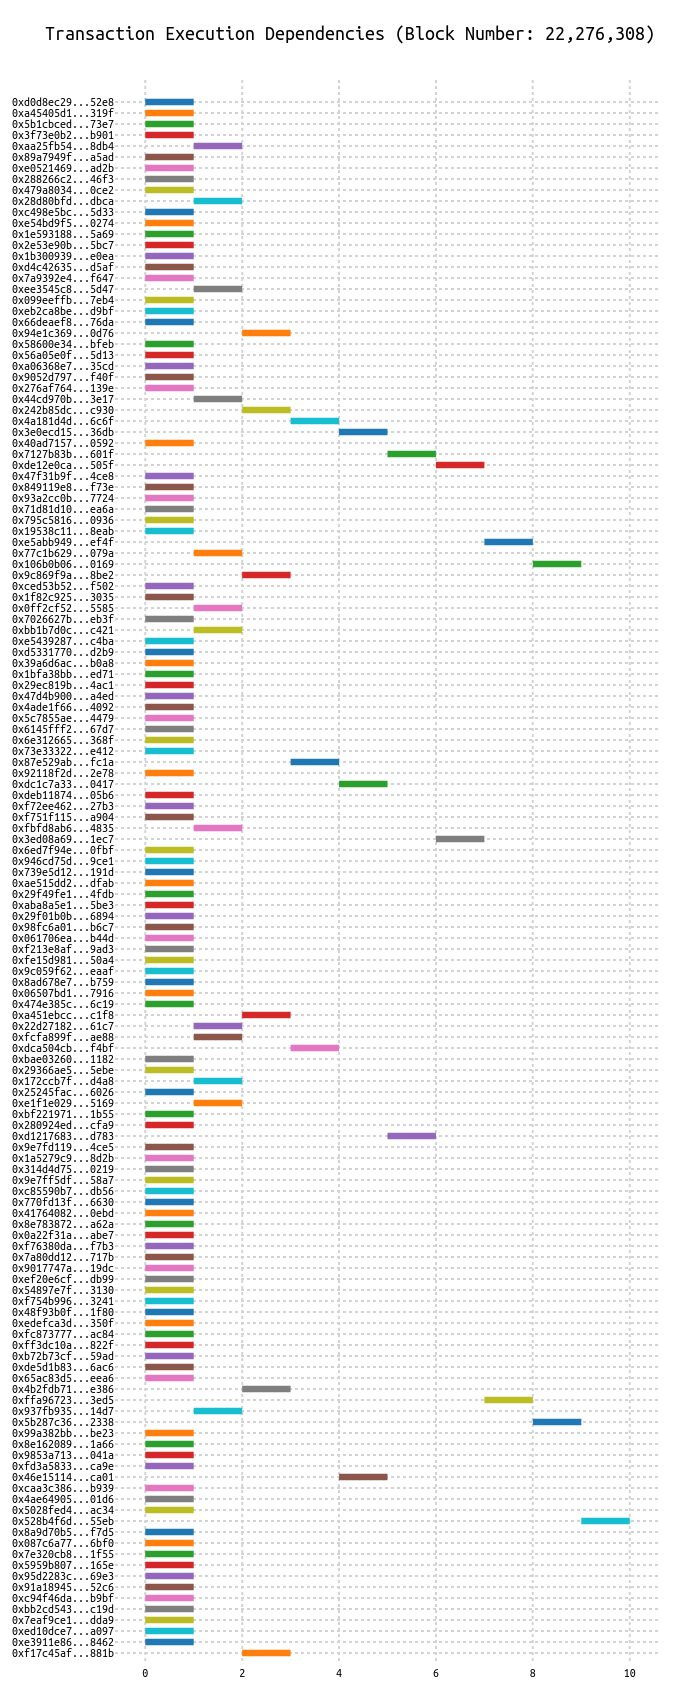 Transaction Execution Dependencies (Block Number: 22,276,308)
0xd0d8ec29...52e8
0xa45405d1...319f
0x5b1cbced...73e7
0x3f73e0b2...b901
0xaa25fb54...8db4
0x89a7949f...a5ad
0xe0521469...ad2b
0x288266c2...46f3
0x479a8034...0ce2
0x28d80bfd...dbca
0xc498e5bc...5d33
0xe54bd9f5...0274
0x1e593188...5a69
0x2e53e90b...5bc7
0x1b300939...e0ea
0xd4c42635...d5af
0x7a9392e4...f647
0xee3545c8...5d47
0x099eeffb...7eb4
0xeb2ca8be...d9bf
0x66deaef8...76da
0x94e1c369...0d76
0x58600e34...bfeb
0x56a05e0f...5d13
0xa06368e7...35cd
0x9052d797...f40f
0x276af764...139e
0x44cd970b...3e17
0x242b85dc...c930
0x4a181d4d...6c6f
0x3e0ecd15...36db
0x40ad7157...0592
0x7127b83b...601f
0xde12e0ca...505f
0x47f31b9f...4ce8
0x849119e8...f73e
0x93a2cc0b...7724
0x71d81d10...ea6a
0x795c5816...0936
0x19538c11...8eab
0xe5abb949...ef4f
0x77c1b629...079a
0x106b0b06...0169
0x9c869f9a...8be2
0xced53b52...f502
0x1f82c925...3035
0x0ff2cf52...5585
0x7026627b...eb3f
0xbb1b7d0c...c421
0xe5439287...c4ba
0xd5331770...d2b9
0x39a6d6ac...b0a8
0x1bfa38bb...ed71
0x29ec819b...4ac1
0x47d4b900...a4ed
0x4ade1f66...4092
0x5c7855ae...4479
0x6145fff2...67d7
0x6e312665...368f
0x73e33322...e412
0x87e529ab...fc1a
0x92118f2d...2e78
0xdc1c7a33...0417
0xdeb11874...05b6
0xf72ee462...27b3
0xf751f115...a904
0xfbfd8ab6...4835
0x3ed08a69...1ec7
0x6ed7f94e...0fbf
0x946cd75d...9ce1
0x739e5d12...191d
0xae515dd2...dfab
0x29f49fe1...4fdb
0xaba8a5e1...5be3
0x29f01b0b...6894
0x98fc6a01...b6c7
0x061706ea...b44d
0xf213e8af...9ad3
0xfe15d981...50a4
0x9c059f62...eaaf
0x8ad678e7...b759
0x06507bd1...7916
0x474e385c...6c19
0xa451ebcc...c1f8
0x22d27182...61c7
0xfcfa899f...ae88
0xdca504cb...f4bf
0xbae03260...1182
0x29366ae5...5ebe
0x172ccb7f...d4a8
0x25245fac...6026
0xe1f1e029...5169
0xbf221971...1b55
0x280924ed...cfa9
0xd1217683...d783
0x9e7fd119...4ce5
0x1a5279c9...8d2b
0x314d4d75...0219
0x9e7ff5df...58a7
0xc85590b7...db56
0x770fd13f...6630
0x41764082...0ebd
0x8e783872...a62a
0x0a22f31a...abe7
0xf76380da...f7b3
0x7a80dd12...717b
0x9017747a...19dc
0xef20e6cf...db99
0x54897e7f...3130
0xf754b996...3241
0x48f93b0f...1f80
0xedefca3d...350f
0xfc873777...ac84
0xff3dc10a...822f
0xb72b73cf...59ad
0xde5d1b83...6ac6
0x65ac83d5...eea6
0x4b2fdb71...e386
0xffa96723...3ed5
0x937fb935...14d7
0x5b287c36...2338
0x99a382bb...be23
0x8e162089...1a66
0x9853a713...041a
0xfd3a5833...ca9e
0x46e15114...ca01
0xcaa3c386...b939
0x4ae64905...01d6
0x5028fed4...ac34
0x528b4f6d...55eb
0x8a9d70b5...f7d5
0x087c6a77...6bf0
0x7e320cb8...1f55
0x5959b807...165e
0x95d2283c...69e3
0x91a18945...52c6
0xc94f46da...b9bf
0xbb2cd543...c19d
0x7eaf9ce1...dda9
0xed10dce7...a097
0xe3911e86...8462
0xf17c45af...881b
0 2 4 6 8 10